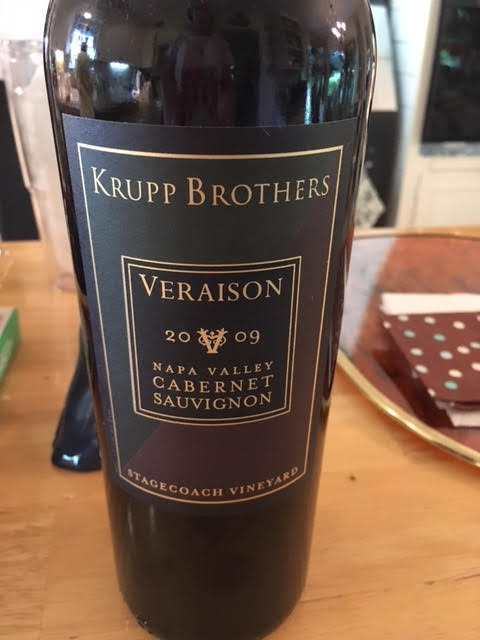 KRUPP BROTHERS
VERAISON
20 09
NAPA VALLEY
CABERNET
SAUVIGNON
STAGECOACH VINEYARD